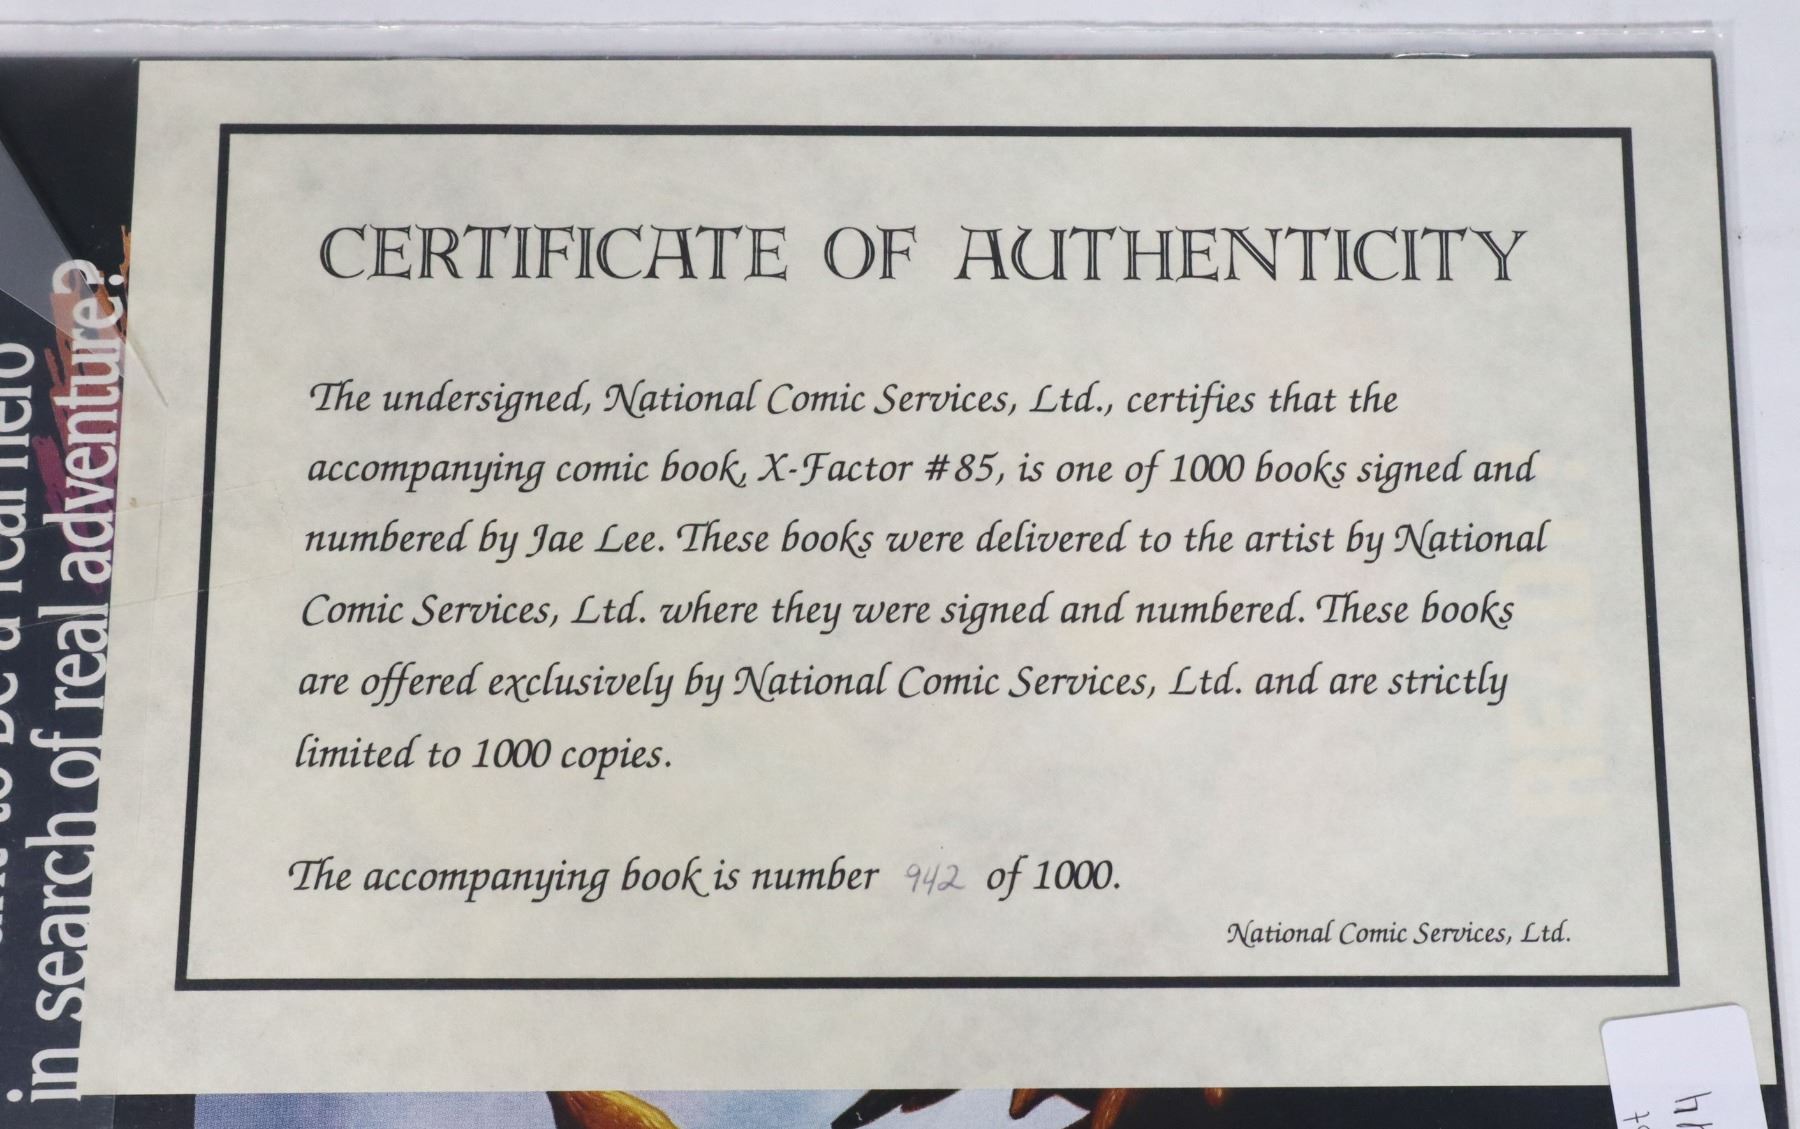 CERTIFICATE OF AUTHENTICITY
The undersigned, National Comic Services, Ltd., certifies that the
accompanying comic book, X-Factor #85, is one of 1000 books signed and
numbered by Jae Lee. These books were delivered to the artist by National
Comic Services, Ltd. where they were signed and numbered. These books
are offered exclusively by National Comic Services, Ltd. and are strictly
limited to 1000 copies.
The accompanying book is number 942 of 1000.
National Comic Services, Ltd.
to be a real hero
in search of real adventure?